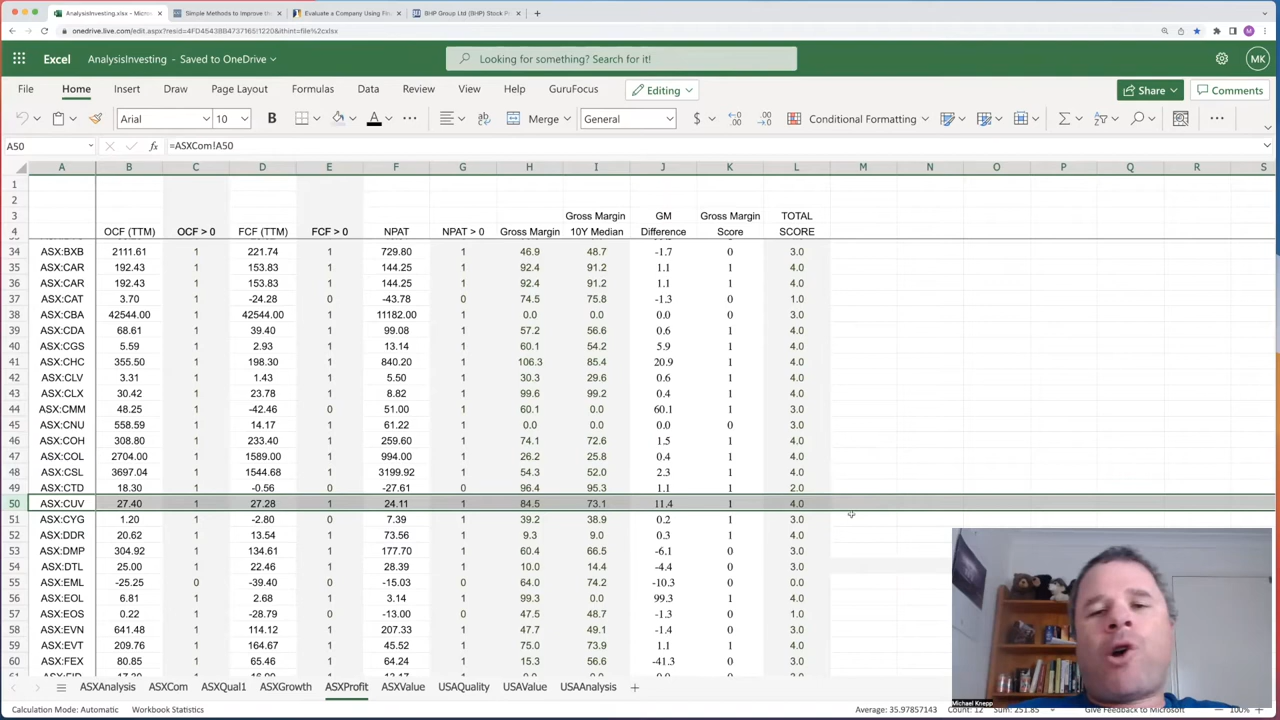 AnalysisInvesting.xlsx - Micros
Simple Methods to Improve th
Evaluate a Company Using Fin
BHP Group Ltd (BHP) Stock P
onedrive.live.com/edit.aspx?resid=4FD4543BB4737165!1220&ithint=file%2cxlsx
Excel AnalysisInvesting - Saved to OneDrive
Looking for something? Search for it!
MK
File Home Insert Draw Page Layout Formulas Data Review View Help GuruFocus Editing Share Comments
Arial 10 B A Merge General $ Conditional Formatting
A50 fx =ASXCom!A50
A B C D E F G H I J K L M N O P Q R S
1
2
3 Gross Margin GM Gross Margin TOTAL
4 OCF (TTM) OCF > 0 FCF (TTM) FCF > 0 NPAT NPAT > 0 Gross Margin 10Y Median Difference Score SCORE
34 ASX:BXB 2111.61 1 221.74 1 729.80 1 46.9 48.7 -1.7 0 3.0
35 ASX:CAR 192.43 1 153.83 1 144.25 1 92.4 91.2 1.1 1 4.0
36 ASX:CAR 192.43 1 153.83 1 144.25 1 92.4 91.2 1.1 1 4.0
37 ASX:CAT 3.70 1 -24.28 0 -43.78 0 74.5 75.8 -1.3 0 1.0
38 ASX:CBA 42544.00 1 42544.00 1 11182.00 1 0.0 0.0 0.0 0 3.0
39 ASX:CDA 68.61 1 39.40 1 99.08 1 57.2 56.6 0.6 1 4.0
40 ASX:CGS 5.59 1 2.93 1 13.14 1 60.1 54.2 5.9 1 4.0
41 ASX:CHC 355.50 1 198.30 1 840.20 1 106.3 85.4 20.9 1 4.0
42 ASX:CLV 3.31 1 1.43 1 5.50 1 30.3 29.6 0.6 1 4.0
43 ASX:CLX 30.42 1 23.78 1 8.82 1 99.6 99.2 0.4 1 4.0
44 ASX:CMM 48.25 1 -42.46 0 51.00 1 60.1 0.0 60.1 1 3.0
45 ASX:CNU 558.59 1 14.17 1 61.22 1 0.0 0.0 0.0 0 3.0
46 ASX:COH 308.80 1 233.40 1 259.60 1 74.1 72.6 1.5 1 4.0
47 ASX:COL 2704.00 1 1589.00 1 994.00 1 26.2 25.8 0.4 1 4.0
48 ASX:CSL 3697.04 1 1544.68 1 3199.92 1 54.3 52.0 2.3 1 4.0
49 ASX:CTD 18.30 1 -0.56 0 -27.61 0 96.4 95.3 1.1 1 2.0
50 ASX:CUV 27.40 1 27.28 1 24.11 1 84.5 73.1 11.4 1 4.0
51 ASX:CYG 1.20 1 -2.80 0 7.39 1 39.2 38.9 0.2 1 3.0
52 ASX:DDR 20.62 1 13.54 1 73.56 1 9.3 9.0 0.3 1 4.0
53 ASX:DMP 304.92 1 134.61 1 177.70 1 60.4 66.5 -6.1 0 3.0
54 ASX:DTL 25.00 1 22.46 1 28.39 1 10.0 14.4 -4.4 0 3.0
55 ASX:EML -25.25 0 -39.40 0 -15.03 0 64.0 74.2 -10.3 0 0.0
56 ASX:EOL 6.81 1 2.68 1 3.14 1 99.3 0.0 99.3 1 4.0
57 ASX:EOS 0.22 1 -28.79 0 -13.00 0 47.5 48.7 -1.3 0 1.0
58 ASX:EVN 641.48 1 114.12 1 207.33 1 47.7 49.1 -1.4 0 3.0
59 ASX:EVT 209.76 1 164.67 1 45.52 1 75.0 73.9 1.1 1 4.0
60 ASX:FEX 80.85 1 65.46 1 64.24 1 15.3 56.6 -41.3 0 3.0
ASXAnalysis ASXCom ASXQual1 ASXGrowth ASXProfit ASXValue USAQuality USAValue USAAnalysis
Michael Knepp
Calculation Mode: Automatic Workbook Statistics Average: 35.97857143 Count: 12 Sum: 251.85 Give Feedback to Microsoft 100%